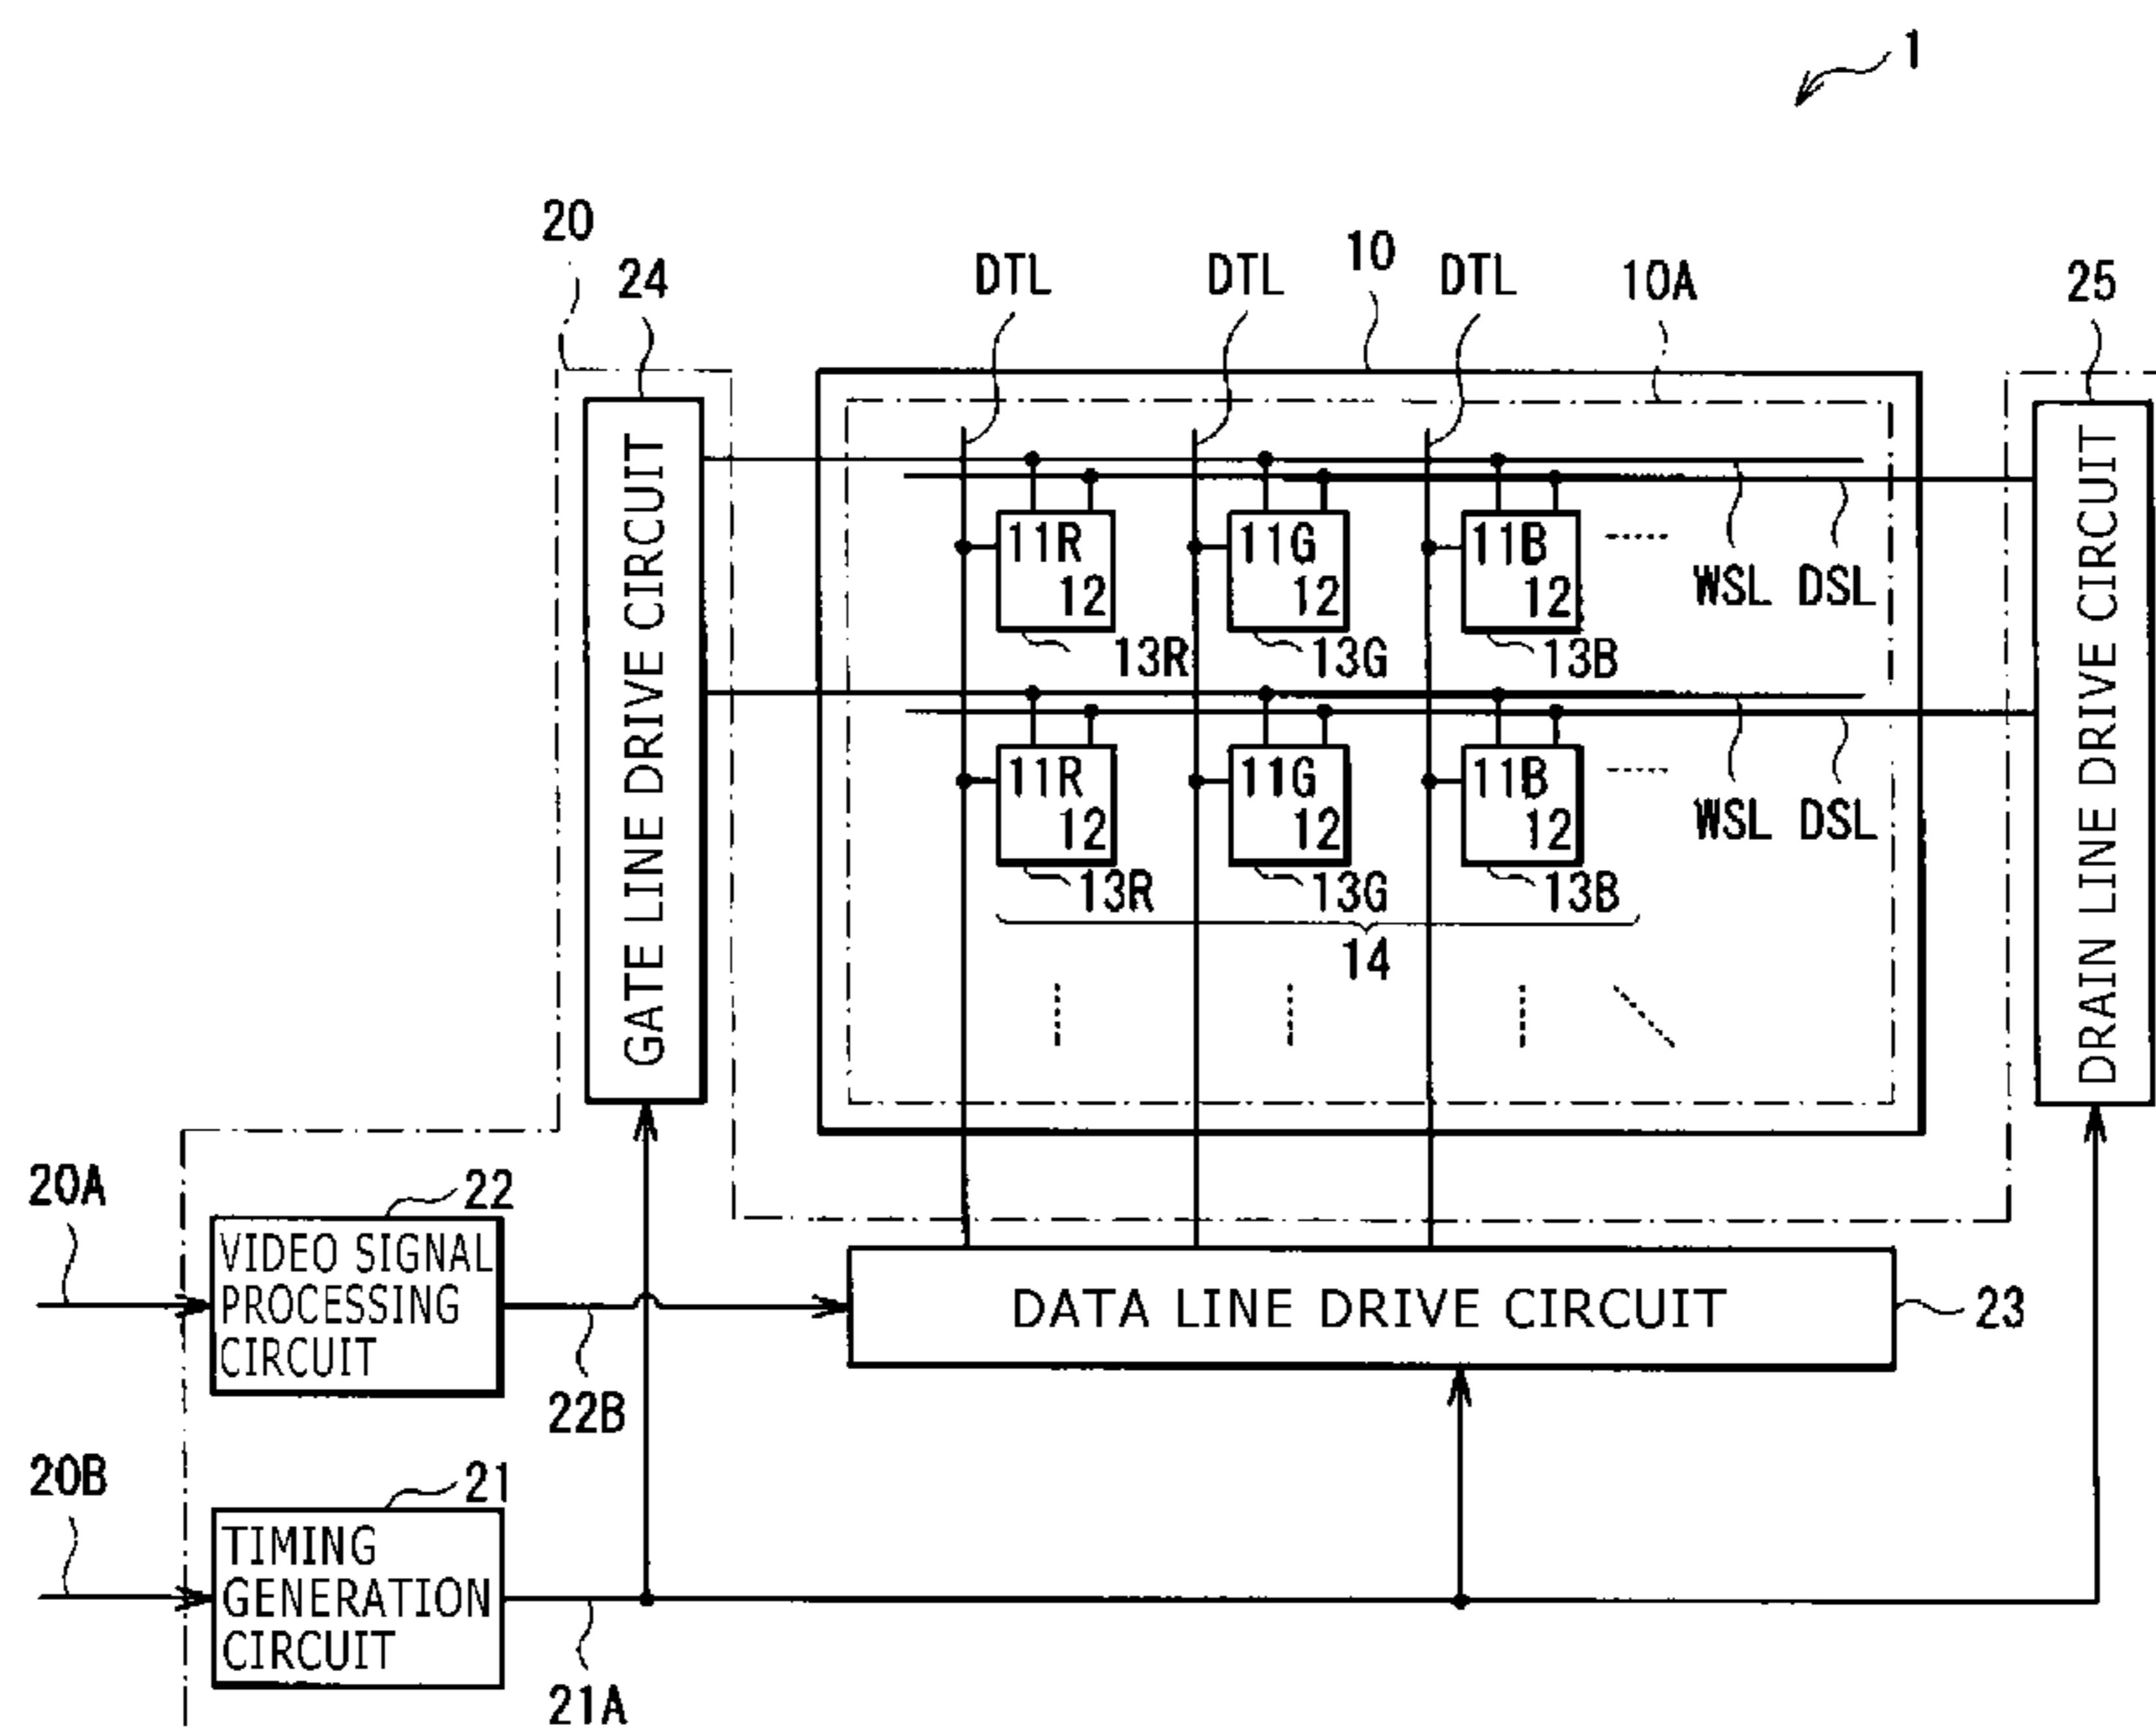 1
20
24
DTL
DTL
10
DTL
10A
25
GATE LINE DRIVE CIRCUIT
DRAIN LINE DRIVE CIRCUIT
11R
12
11G
12
11B
12
WSL DSL
13R
13G
13B
11R
12
11G
12
11B
12
WSL DSL
13R
13G
13B
14
20A
22
VIDEO SIGNAL
PROCESSING
CIRCUIT
22B
DATA LINE DRIVE CIRCUIT
23
20B
21
TIMING
GENERATION
CIRCUIT
21A